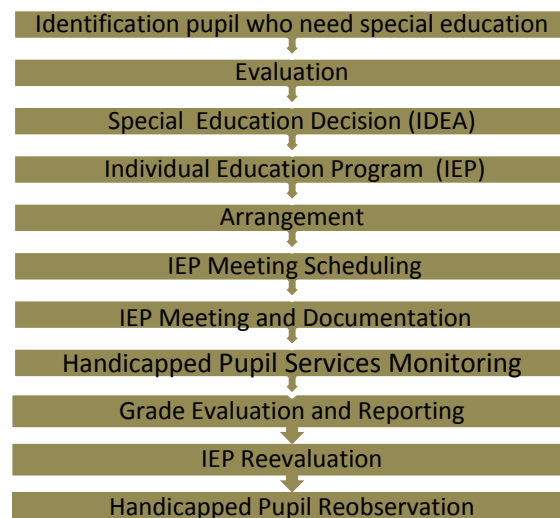 Identification pupil who need special education
Evaluation
Special Education Decision (IDEA)
Individual Education Program (IEP)
Arrangement
IEP Meeting Scheduling
IEP Meeting and Documentation
Handicapped Pupil Services Monitoring
Grade Evaluation and Reporting
IEP Reevaluation
Handicapped Pupil Reobservation